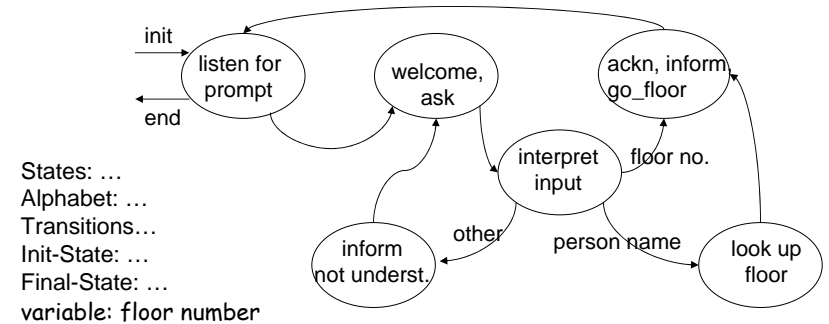 init
listen for
prompt
end
welcome,
ask
ackn, inform,
go_floor
interpret
input
floor no.
other
person name
inform
not underst.
look up
floor
States: …
Alphabet: …
Transitions…
Init-State: …
Final-State: …
variable: floor number